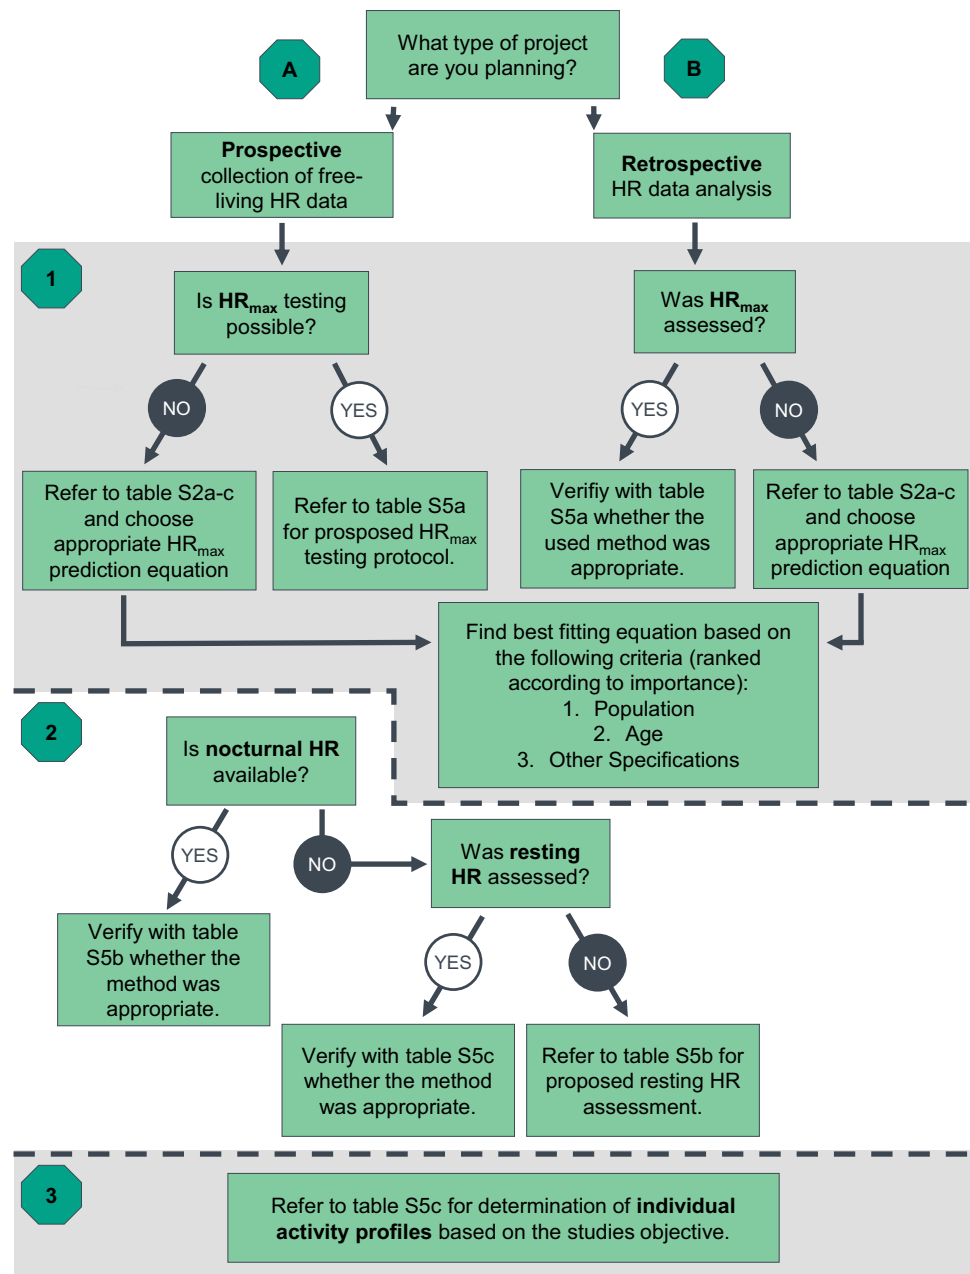 What type of project
are you planning?
A
B
Prospective
collection of free-
living HR data
Retrospective
HR data analysis
1
Is HRmax testing
possible?
Was HRmax
assessed?
NO
YES
YES
NO
Refer to table S2a-c
and choose
appropriate HRmax
prediction equation
Refer to table S5a
for prosposed HRmax
testing protocol.
Verifiy with table
S5a whether the
used method was
appropriate.
Refer to table S2a-c
and choose
appropriate HRmax
prediction equation
Find best fitting equation based on
the following criteria (ranked
according to importance):
1. Population
2. Age
3. Other Specifications
2
Is nocturnal HR
available?
YES
NO
Was resting
HR assessed?
Verify with table
S5b whether the
method was
appropriate.
YES
NO
Verify with table S5c
whether the method
was appropriate.
Refer to table S5b for
proposed resting HR
assessment.
3
Refer to table S5c for determination of individual
activity profiles based on the studies objective.